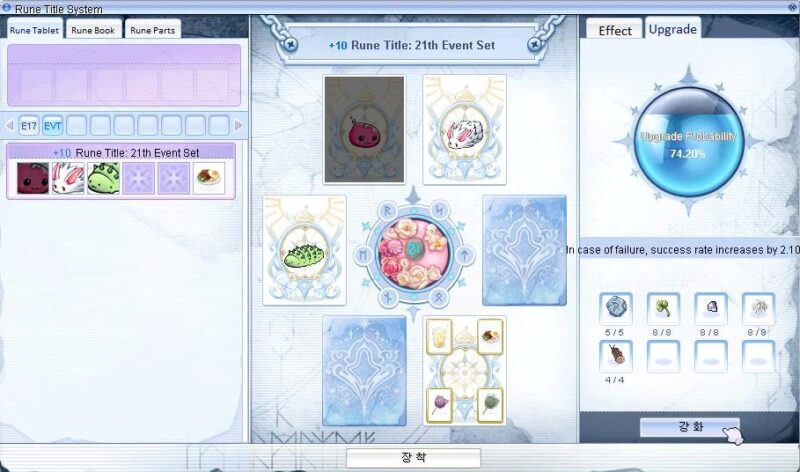 Rune Title System
Rune Tablet
Rune Book
Rune Parts
E17
EVT
+10 Rune Title: 21th Event Set
+10 Rune Title: 21th Event Set
21
Effect
Upgrade
Upgrade Probability
74.20%
In case of failure, success rate increases by 2.10
5 / 5
8 / 8
8 / 8
8 / 8
4 / 4
강 화
장 착